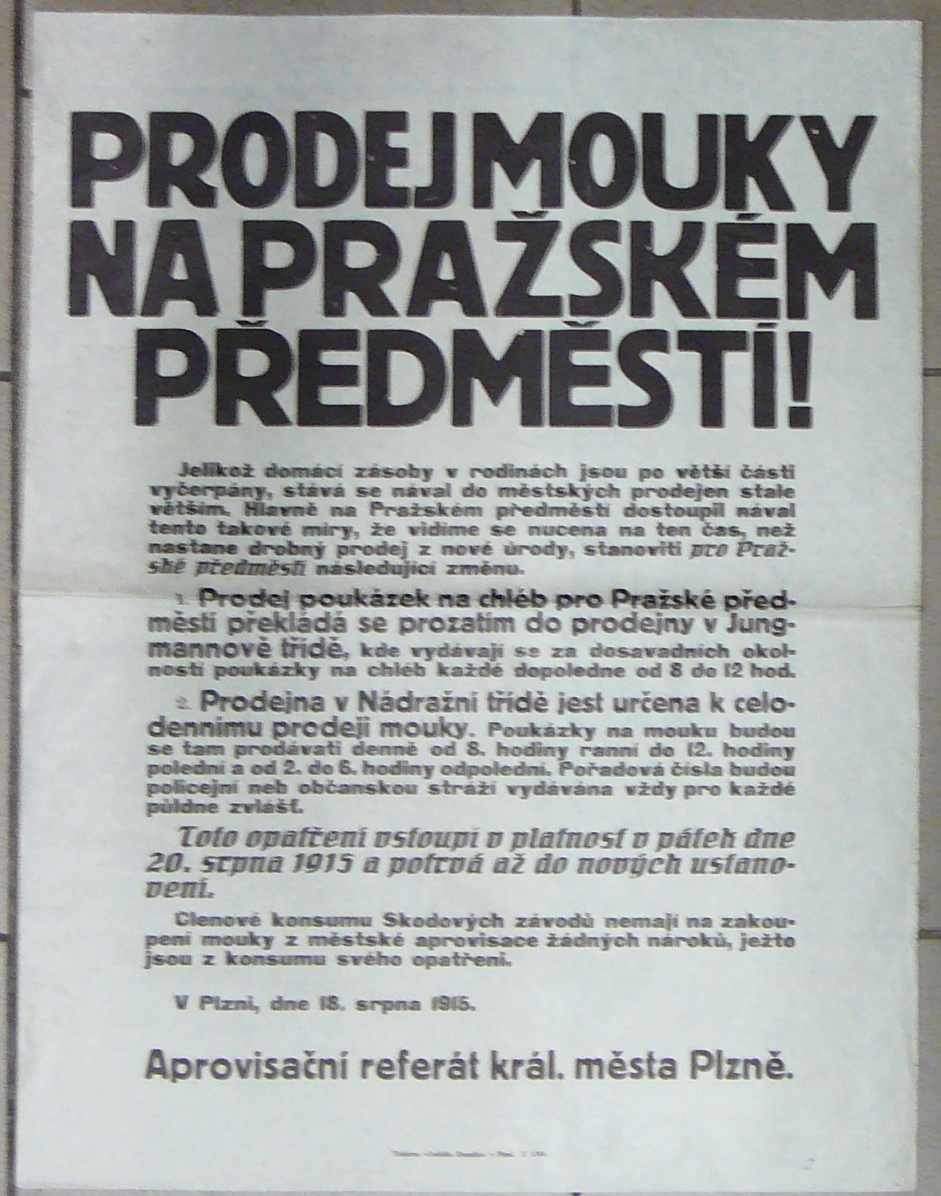 PRODEJ MOUKY
NA PRAŽSKÉM
PŘEDMĚSTÍ!
Jelikož domácí zásoby v rodinách jsou po větší části
vyčerpány, stává se nával do městských prodejen stale
větším. Hlavně na Pražském předměstí dostoupil nával
tento takové míry, že vidíme se nucena na ten čas, než
nastane drobný prodej z nové úrody, stanoviti pro Praž-
ské předměstí následující změnu.
1. Prodej poukázek na chléb pro Pražské před-
městí překládá se prozatím do prodejny v Jung-
mannově třídě, kde vydávají se za dosavadních okol-
ností poukázky na chléb každé dopoledne od 8 do 12 hod.
2. Prodejna v Nádražní třídě jest určena k celo-
dennímu prodeji mouky. Poukázky na mouku budou
se tam prodávati denně od 8. hodiny ranní do 12. hodiny
polední a od 2. do 6. hodiny odpolední. Pořadová čísla budou
policejní neb občanskou stráží vydávána vždy pro každé
půldne zvlášť.
Toto opatření vstoupí v platnost v pátek dne
20. srpna 1915 a potrvá až do nových ustano-
vení.
Clenové konsumu Skodových závodů nemají na zakou-
pení mouky z městské aprovisace žádných nároků, ježto
jsou z konsumu svého opatřeni.
V Plzni, dne 18. srpna 1915.
Aprovisační referát král. města Plzně.